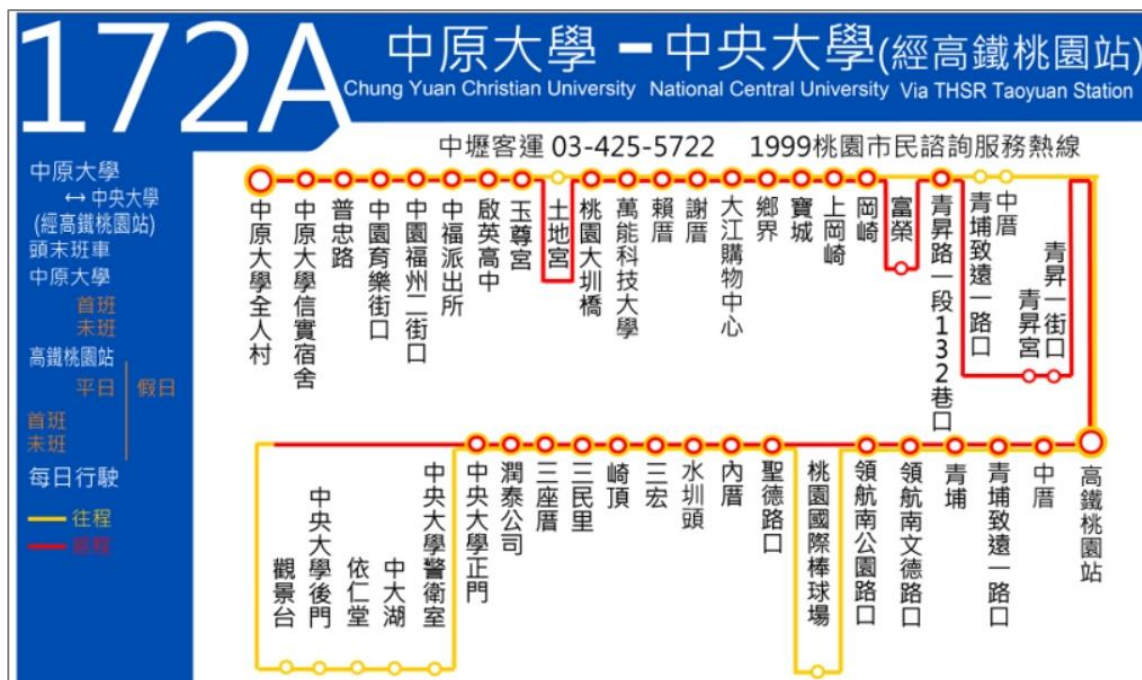 172A
中原大學 － 中央大學(經高鐵桃園站)
Chung Yuan Christian University National Central University Via THSR Taoyuan Station
中壢客運 03-425-5722 1999桃園市民諮詢服務熱線
中原大學
↔ 中央大學
(經高鐵桃園站)
頭末班車
中原大學
首班
末班
高鐵桃園站
平日 假日
首班
末班
每日行駛
往程
返程
中原大學全人村
中原大學信實宿舍
普忠路
中園育樂街口
中園福州二街口
中福派出所
啟英高中
玉尊宮
土地宮
桃園大圳橋
萬能科技大學
賴厝
謝厝
大江購物中心
鄉界
寶城
上岡崎
岡崎
富榮
青昇路一段132巷口
青埔致遠一路口
中厝
青昇宮
青昇一街口
高鐵桃園站
中厝
青埔致遠一路口
青埔
領航南文德路口
領航南公園路口
桃園國際棒球場
聖德路口
內厝
水圳頭
三宏
崎頂
三民里
三座厝
潤泰公司
中央大學正門
中央大學警衛室
中大湖
依仁堂
中央大學後門
觀景台